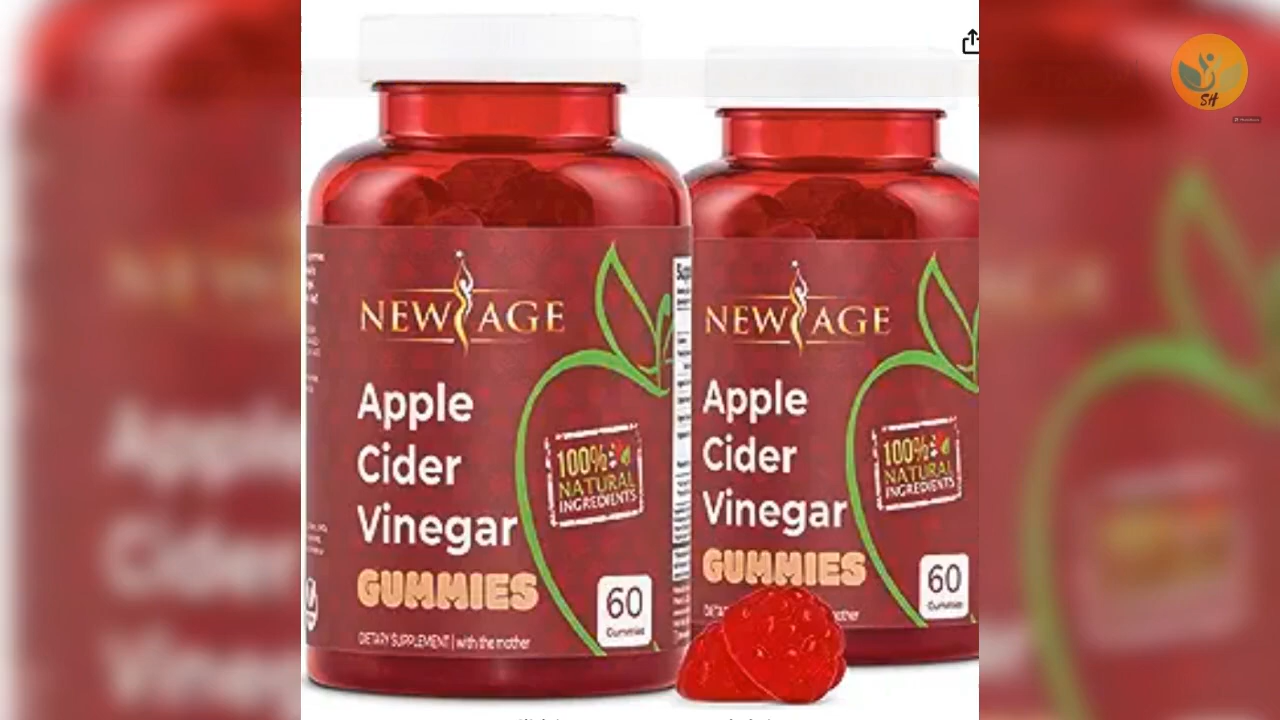 SH
NEW AGE
Apple
Cider
Vinegar
GUMMIES
100%
NATURAL
INGREDIENTS
60
Gummies
DIETARY SUPPLEMENT | with the mother
NEW AGE
Apple
Cider
Vinegar
GUMMIES
100%
NATURAL
INGREDIENTS
60
Gummies
mother